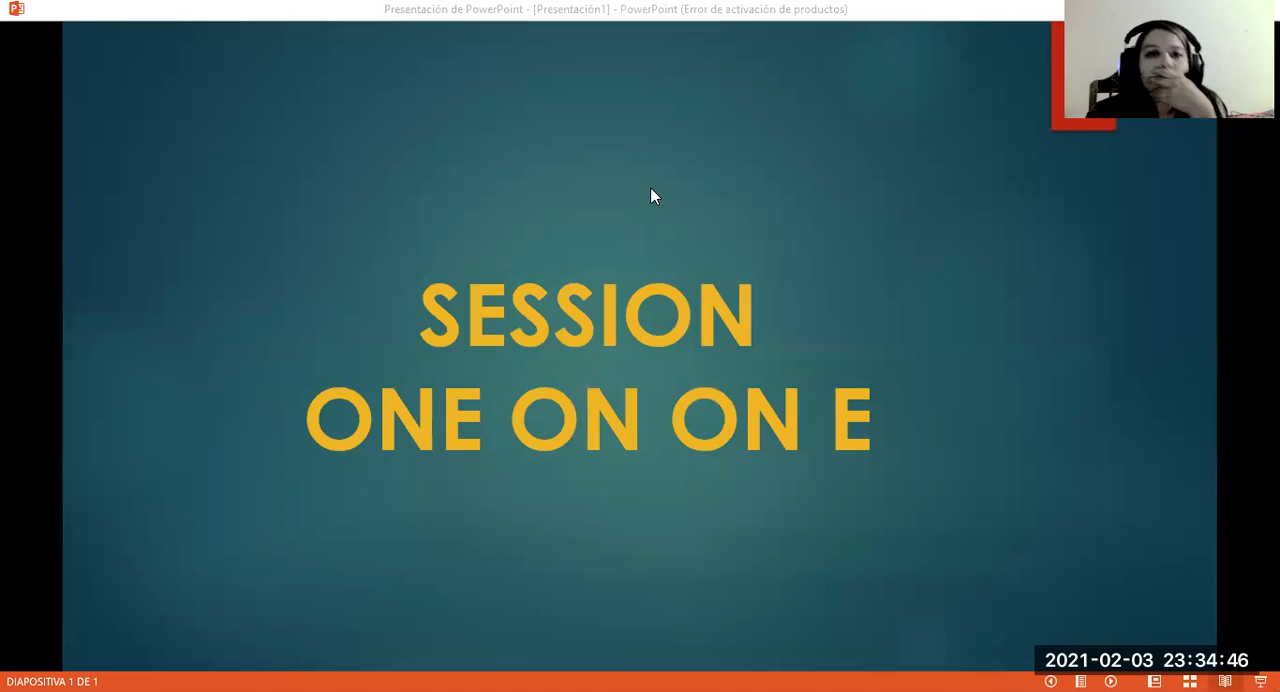 Presentación de PowerPoint - [Presentación1] - PowerPoint (Error de activación de productos)
SESSION
ONE ON ON E
2021-02-03 23:34:46
DIAPOSITIVA 1 DE 1